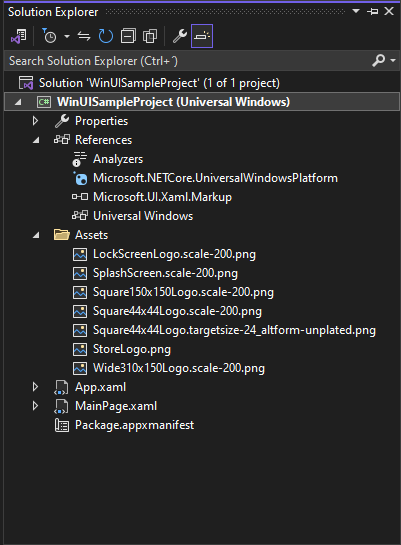 Solution Explorer
Search Solution Explorer (Ctrl+¨)
Solution 'WinUISampleProject' (1 of 1 project)
C# WinUISampleProject (Universal Windows)
Properties
References
Analyzers
Microsoft.NETCore.UniversalWindowsPlatform
Microsoft.UI.Xaml.Markup
Universal Windows
Assets
LockScreenLogo.scale-200.png
SplashScreen.scale-200.png
Square150x150Logo.scale-200.png
Square44x44Logo.scale-200.png
Square44x44Logo.targetsize-24_altform-unplated.png
StoreLogo.png
Wide310x150Logo.scale-200.png
App.xaml
MainPage.xaml
Package.appxmanifest